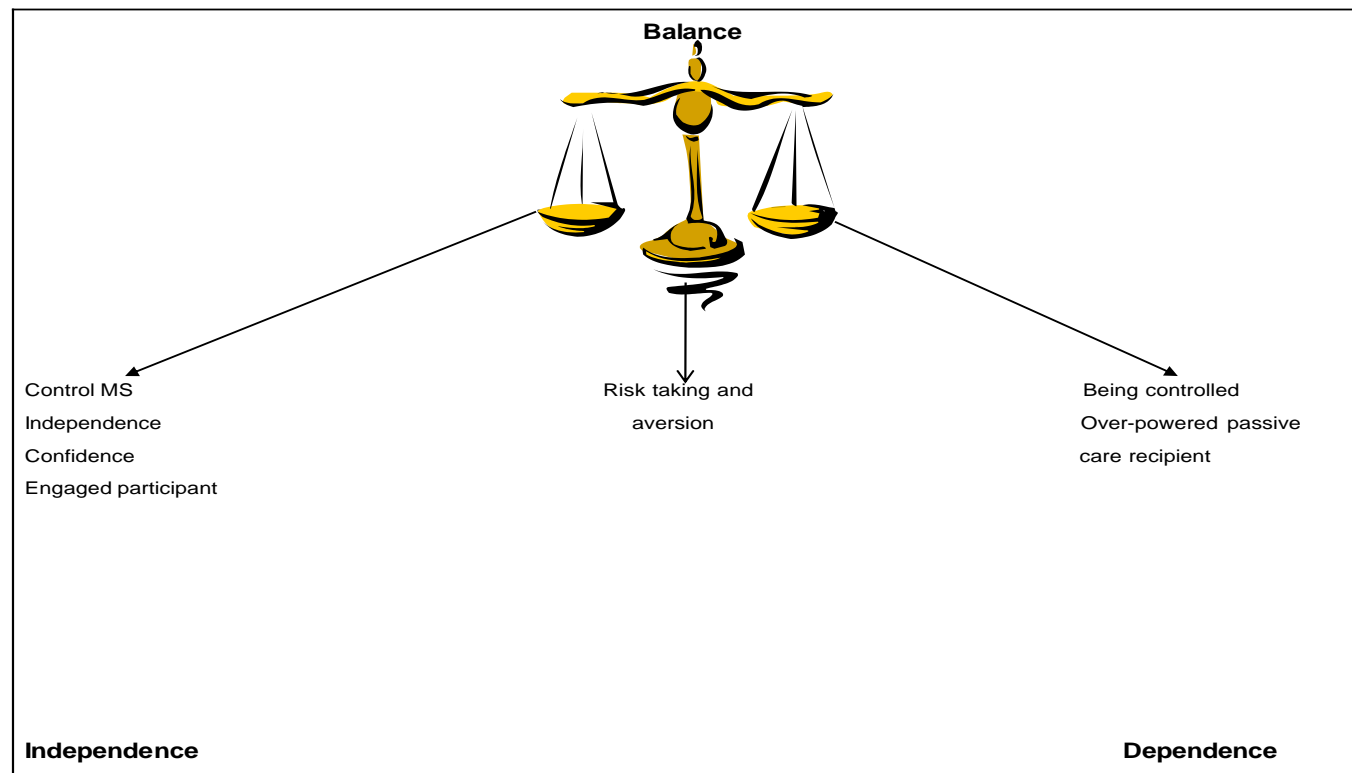 Balance
Control MS
Independence
Confidence
Engaged participant
Risk taking and
aversion
Being controlled
Over-powered passive
care recipient
Independence
Dependence